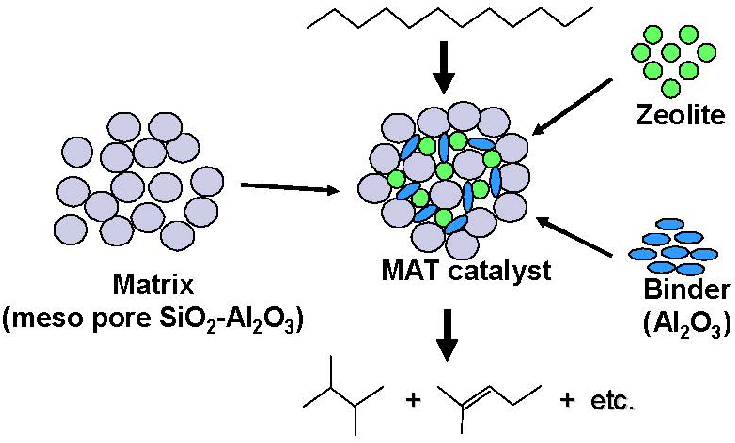 Zeolite
MAT catalyst
Matrix
(meso pore SiO₂-Al₂O₃)
Binder
(Al₂O₃)
+ + etc.